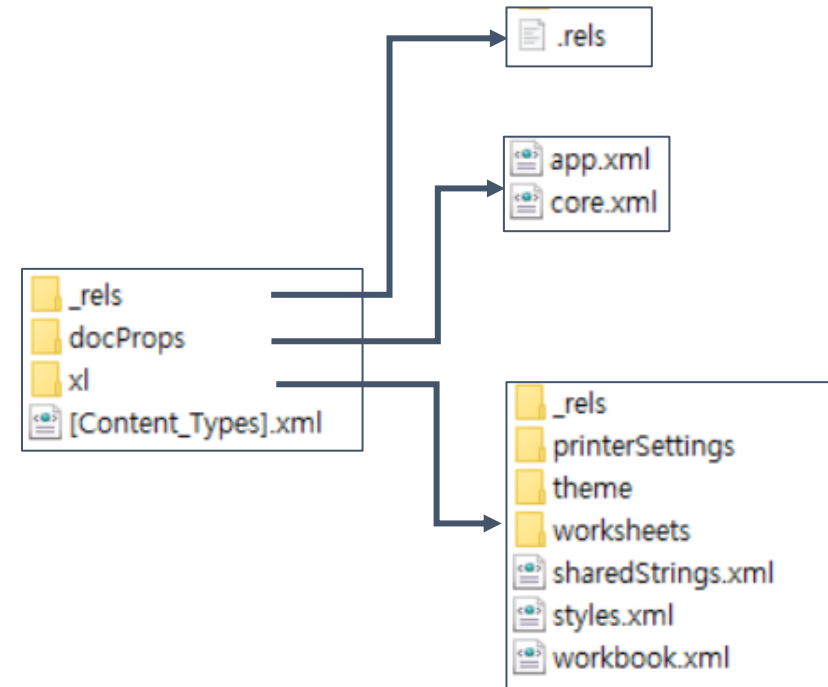 .rels
app.xml
core.xml
_rels
docProps
xl
[Content_Types].xml
_rels
printerSettings
theme
worksheets
sharedStrings.xml
styles.xml
workbook.xml